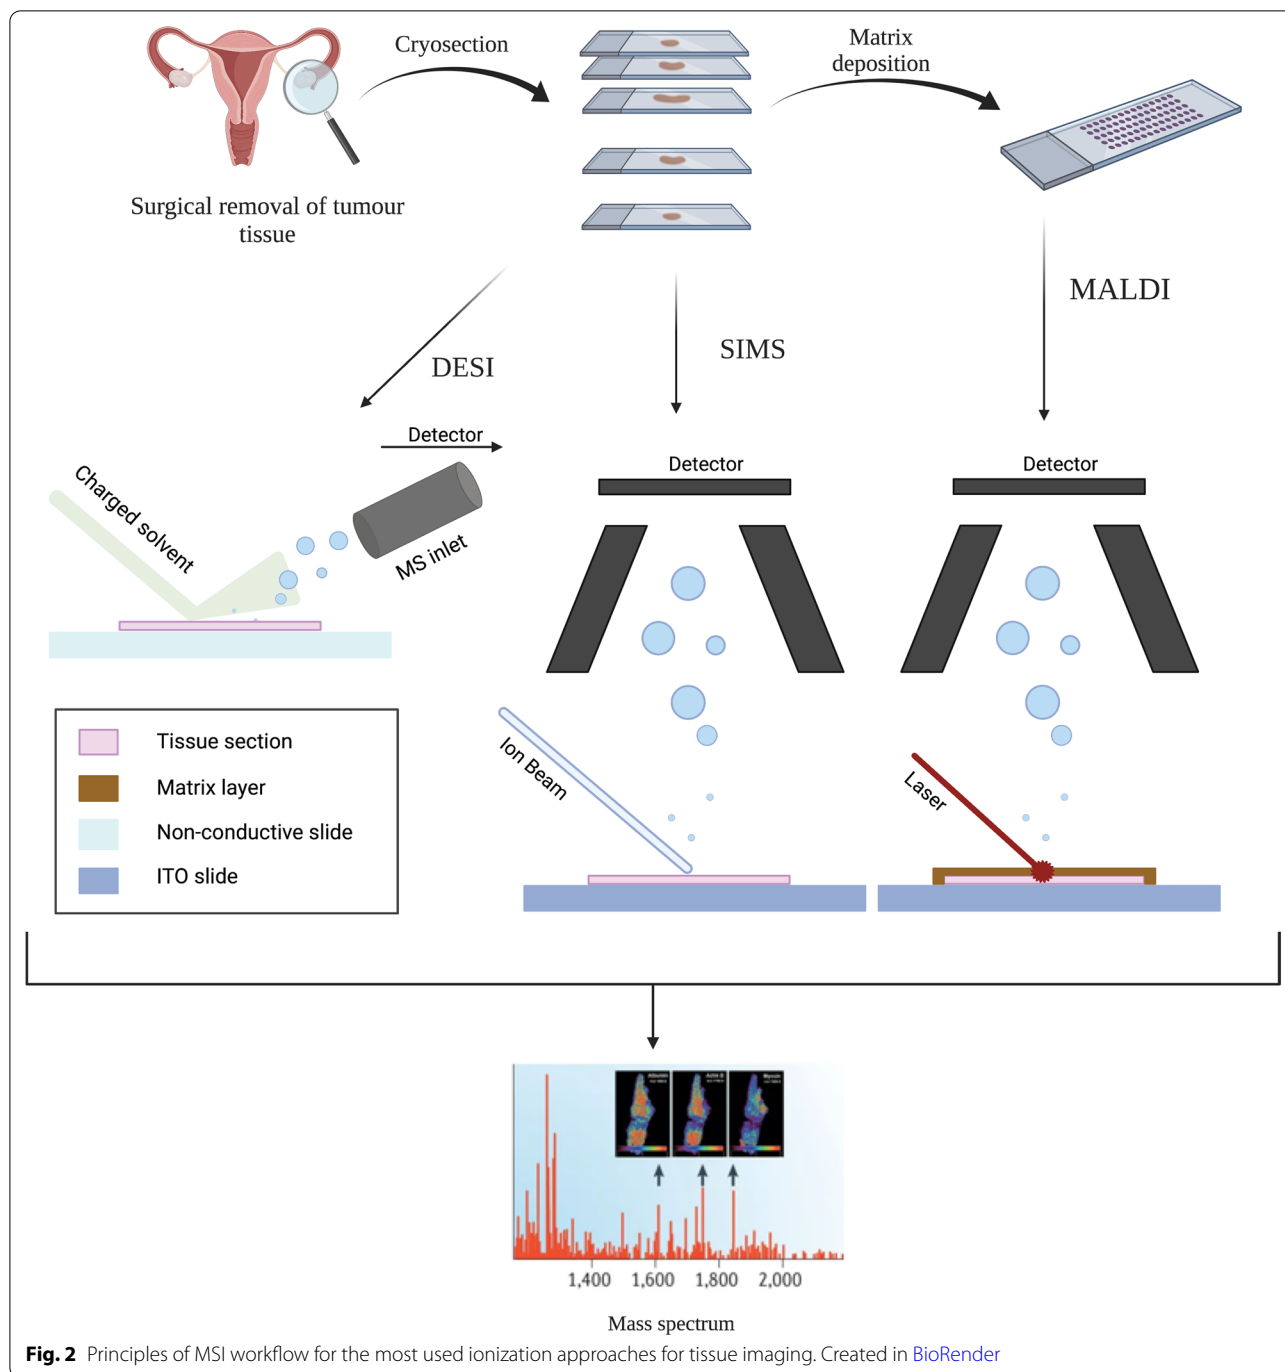 Cryosection
Matrix
deposition
Surgical removal of tumour
tissue
DESI
SIMS
MALDI
Detector
Charged solvent
MS inlet
Detector
Detector
Ion Beam
Laser
Tissue section
Matrix layer
Non-conductive slide
ITO slide
Albumin
Actin B
Myosin
1,400 1,600 1,800 2,000
Mass spectrum
Fig. 2 Principles of MSI workflow for the most used ionization approaches for tissue imaging. Created in BioRender